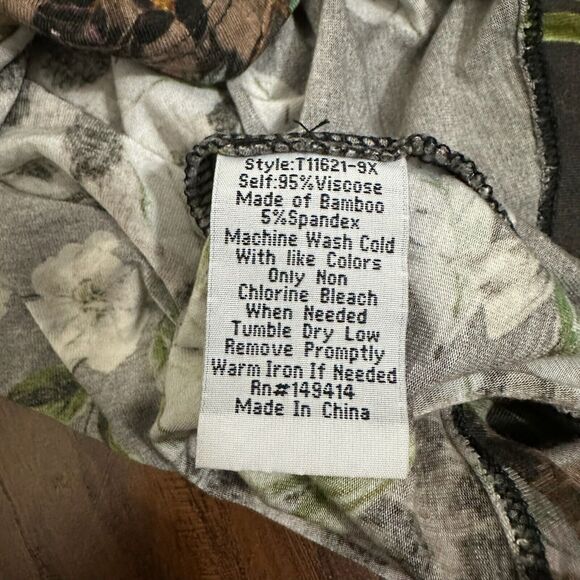 Style:T11621-9X
Self:95%Viscose
Made of Bamboo
5%Spandex
Machine Wash Cold
With like Colors
Only Non
Chlorine Bleach
When Needed
Tumble Dry Low
Remove Promptly
Warm Iron If Needed
Rn#149414
Made In China